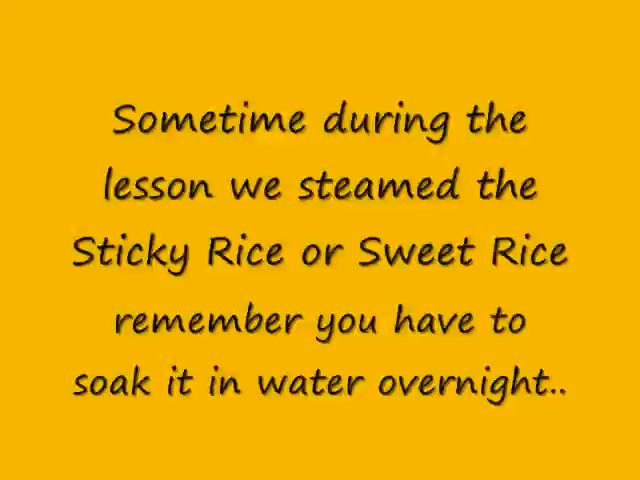 Sometime during the
lesson we steamed the
Sticky Rice or Sweet Rice
remember you have to
soak it in water overnight..